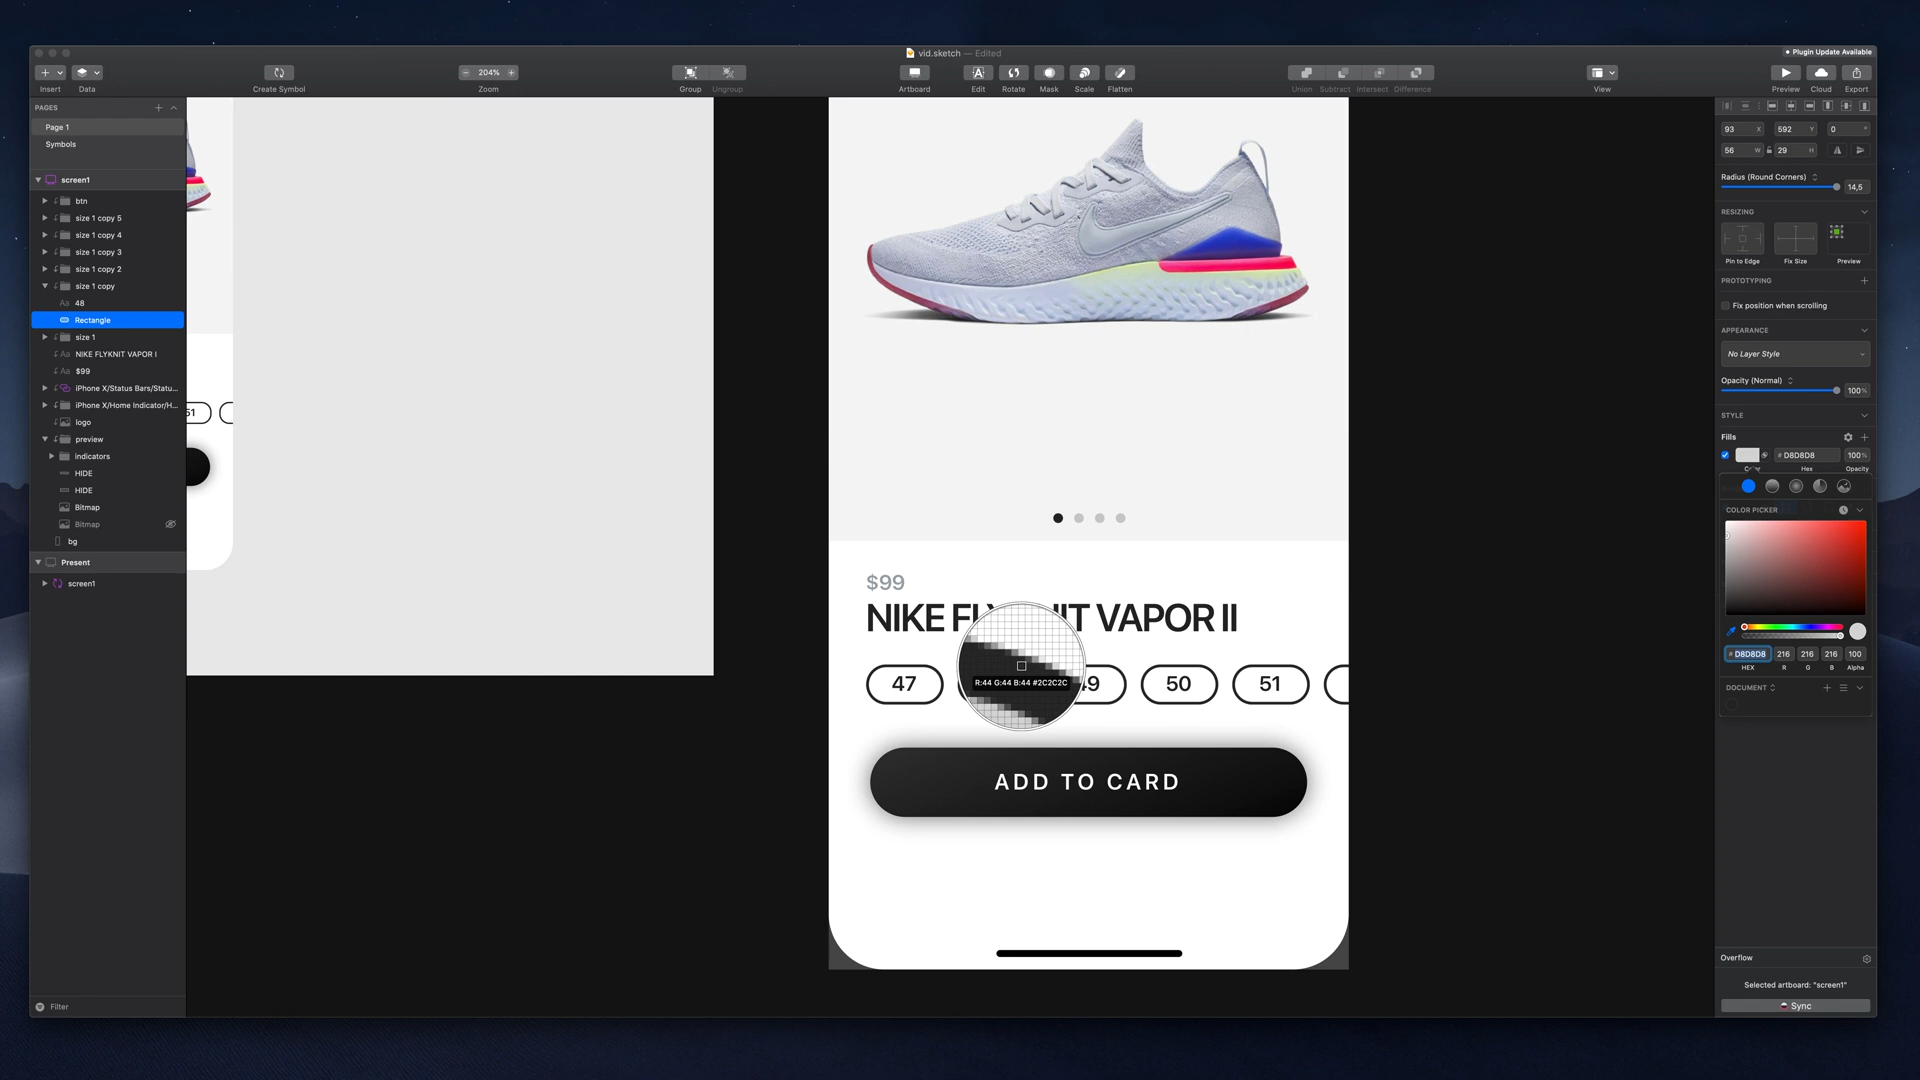 vid.sketch — Edited
Plugin Update Available
Insert
Data
Create Symbol
204%
Zoom
Group
Ungroup
Artboard
Edit
Rotate
Mask
Scale
Flatten
Union
Subtract
Intersect
Difference
View
Preview
Cloud
Export
PAGES
Page 1
Symbols
screen1
btn
size 1 copy 5
size 1 copy 4
size 1 copy 3
size 1 copy 2
size 1 copy
Aa 48
Rectangle
size 1
Aa NIKE FLYKNIT VAPOR I
Aa $99
iPhone X/Status Bars/Statu...
iPhone X/Home Indicator/H...
logo
preview
indicators
HIDE
HIDE
Bitmap
Bitmap
bg
Present
screen1
Filter
51
$99
NIKE FLYKNIT VAPOR II
R:44 G:44 B:44 #2C2C2C
47
49
50
51
ADD TO CARD
93 X
592 Y
0 °
56 W
29 H
Radius (Round Corners)
14,5
RESIZING
Pin to Edge
Fix Size
Preview
PROTOTYPING
Fix position when scrolling
APPEARANCE
No Layer Style
Opacity (Normal)
100%
STYLE
Fills
# D8D8D8
100%
Color
Hex
Opacity
COLOR PICKER
# D8D8D8
216
216
216
100
HEX
R
G
B
Alpha
DOCUMENT
Overflow
Selected artboard: "screen1"
Sync